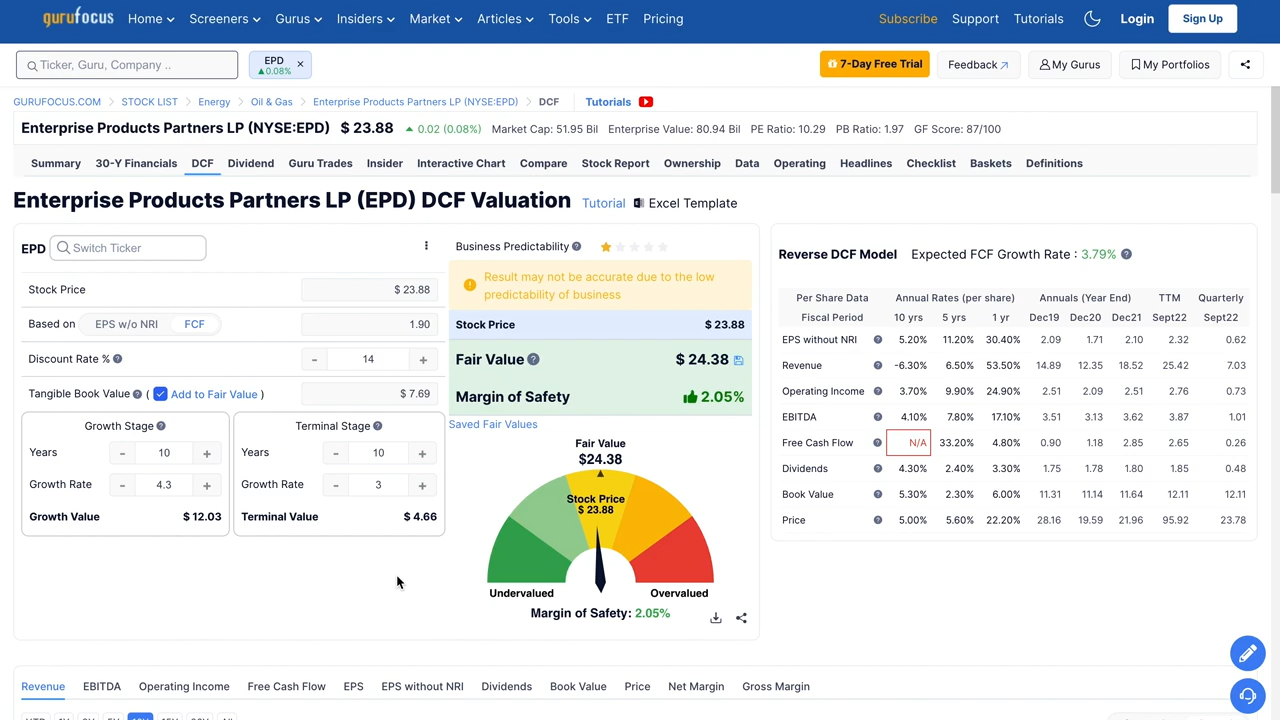 gurufocus Home Screeners Gurus Insiders Market Articles Tools ETF Pricing Subscribe Support Tutorials Login Sign Up
Ticker, Guru, Company .. EPD ▲0.08% × 7-Day Free Trial Feedback My Gurus My Portfolios
GURUFOCUS.COM > STOCK LIST > Energy > Oil & Gas > Enterprise Products Partners LP (NYSE:EPD) > DCF Tutorials
Enterprise Products Partners LP (NYSE:EPD) $ 23.88 ▲ 0.02 (0.08%) Market Cap: 51.95 Bil Enterprise Value: 80.94 Bil PE Ratio: 10.29 PB Ratio: 1.97 GF Score: 87/100
Summary 30-Y Financials DCF Dividend Guru Trades Insider Interactive Chart Compare Stock Report Ownership Data Operating Headlines Checklist Baskets Definitions
Enterprise Products Partners LP (EPD) DCF Valuation Tutorial Excel Template
EPD Switch Ticker
Stock Price $ 23.88
Based on EPS w/o NRI FCF 1.90
Discount Rate % - 14 +
Tangible Book Value ( Add to Fair Value ) $ 7.69
Growth Stage
Years - 10 +
Growth Rate - 4.3 +
Growth Value $ 12.03
Terminal Stage
Years - 10 +
Growth Rate - 3 +
Terminal Value $ 4.66
Business Predictability
Result may not be accurate due to the low
predictability of business
Stock Price $ 23.88
Fair Value $ 24.38
Margin of Safety 2.05%
Saved Fair Values
Fair Value
$24.38
Stock Price
$ 23.88
Undervalued Overvalued
Margin of Safety: 2.05%
Reverse DCF Model Expected FCF Growth Rate : 3.79%
Per Share Data Annual Rates (per share) Annuals (Year End) TTM Quarterly
Fiscal Period 10 yrs 5 yrs 1 yr Dec19 Dec20 Dec21 Sept22 Sept22
EPS without NRI 5.20% 11.20% 30.40% 2.09 1.71 2.10 2.32 0.62
Revenue -6.30% 6.50% 53.50% 14.89 12.35 18.52 25.42 7.03
Operating Income 3.70% 9.90% 24.90% 2.51 2.09 2.51 2.76 0.73
EBITDA 4.10% 7.80% 17.10% 3.51 3.13 3.62 3.87 1.01
Free Cash Flow N/A 33.20% 4.80% 0.90 1.18 2.85 2.65 0.26
Dividends 4.30% 2.40% 3.30% 1.75 1.78 1.80 1.85 0.48
Book Value 5.30% 2.30% 6.00% 11.31 11.14 11.64 12.11 12.11
Price 5.00% 5.60% 22.20% 28.16 19.59 21.96 95.92 23.78
Revenue EBITDA Operating Income Free Cash Flow EPS EPS without NRI Dividends Book Value Price Net Margin Gross Margin